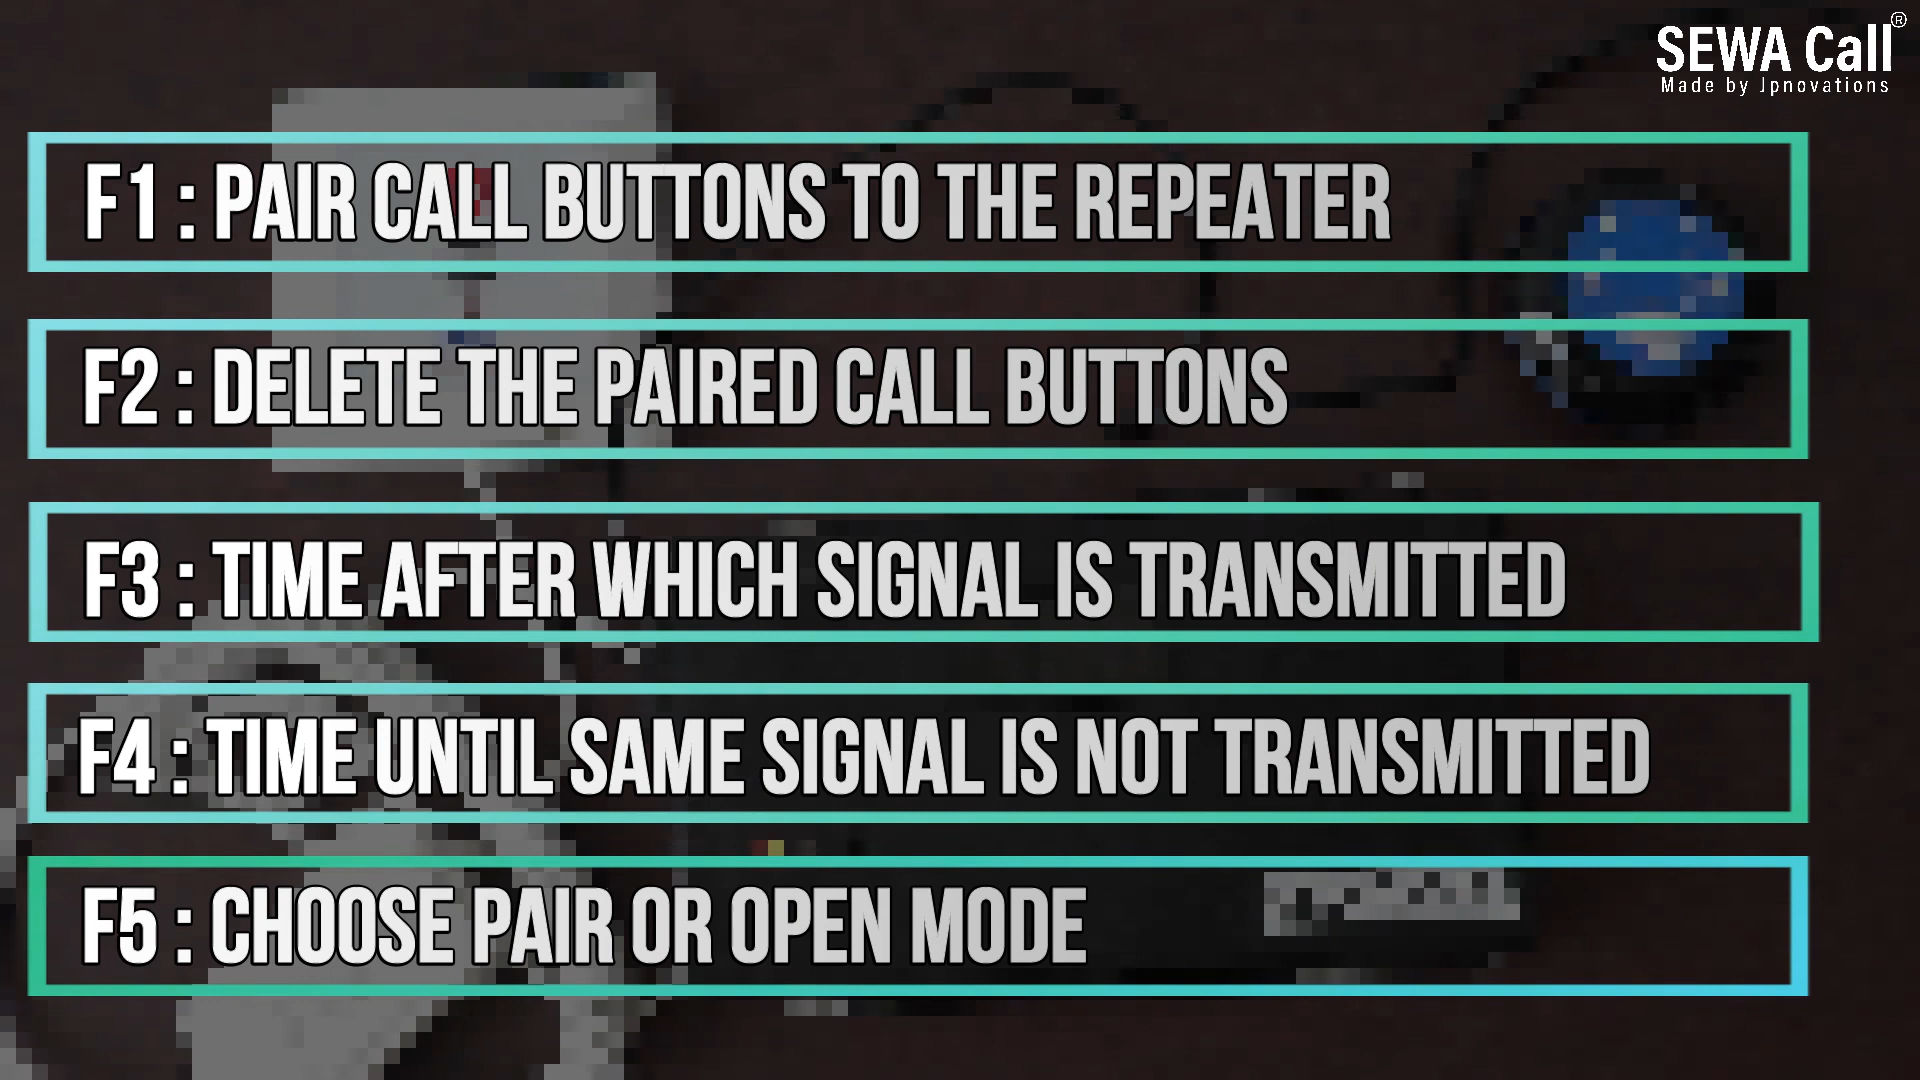 SEWA Call®
Made by Jpnovations
F1 : PAIR CALL BUTTONS TO THE REPEATER
F2 : DELETE THE PAIRED CALL BUTTONS
F3 : TIME AFTER WHICH SIGNAL IS TRANSMITTED
F4 : TIME UNTIL SAME SIGNAL IS NOT TRANSMITTED
F5 : CHOOSE PAIR OR OPEN MODE